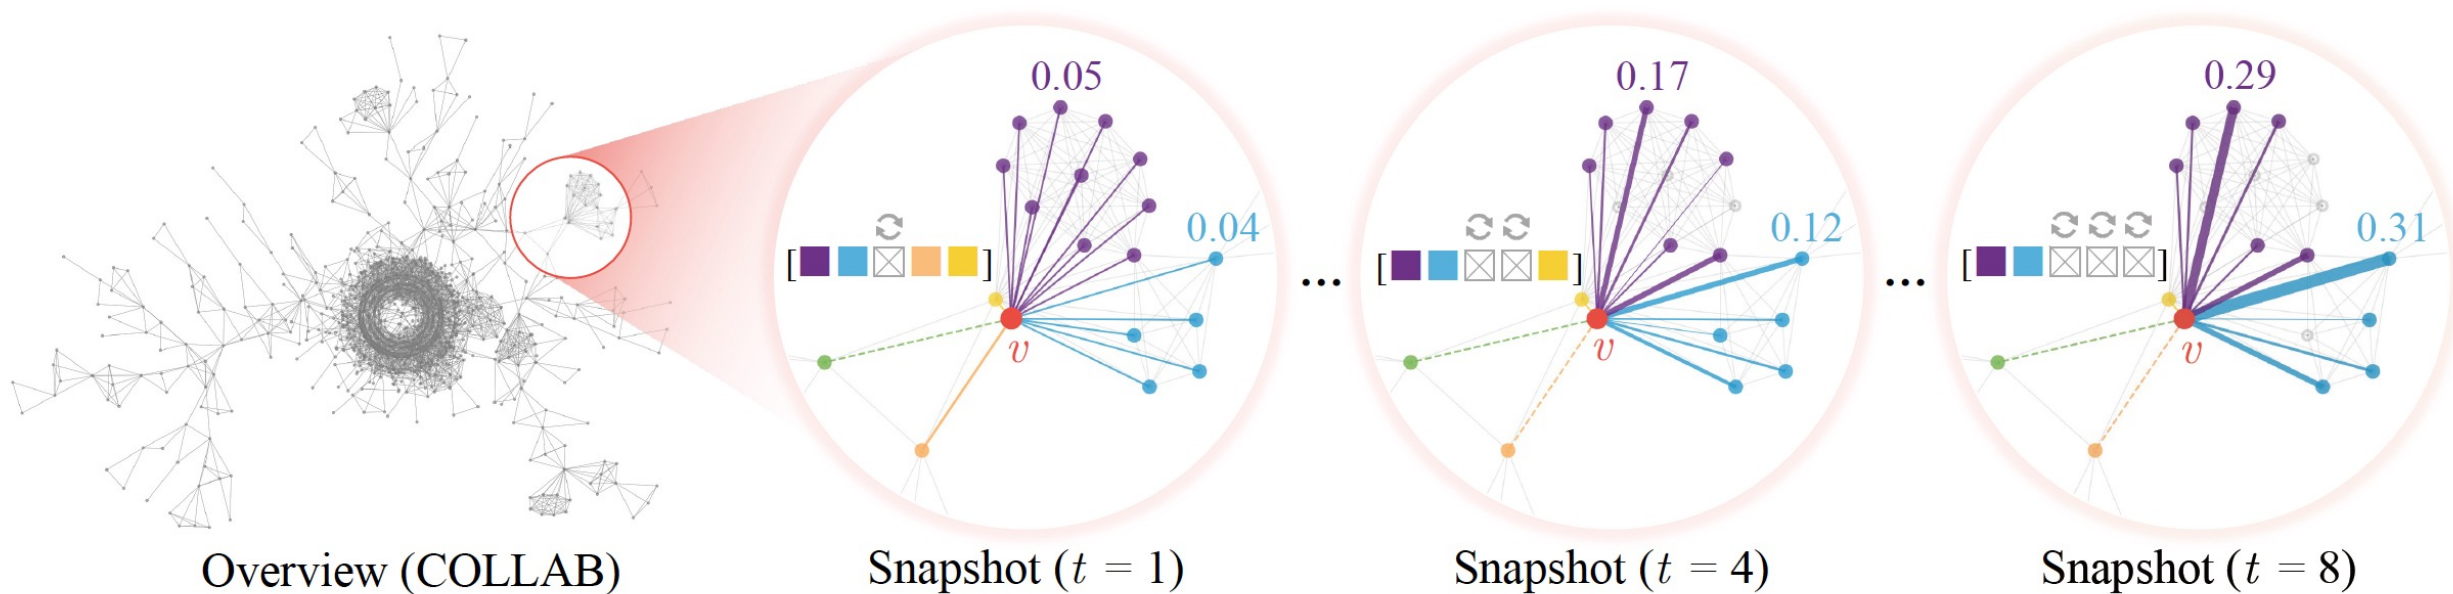 0.05
0.04
[ ]
v
...
0.17
0.12
[ ]
v
...
0.29
0.31
[ ]
v
Overview (COLLAB)
Snapshot (t = 1)
Snapshot (t = 4)
Snapshot (t = 8)